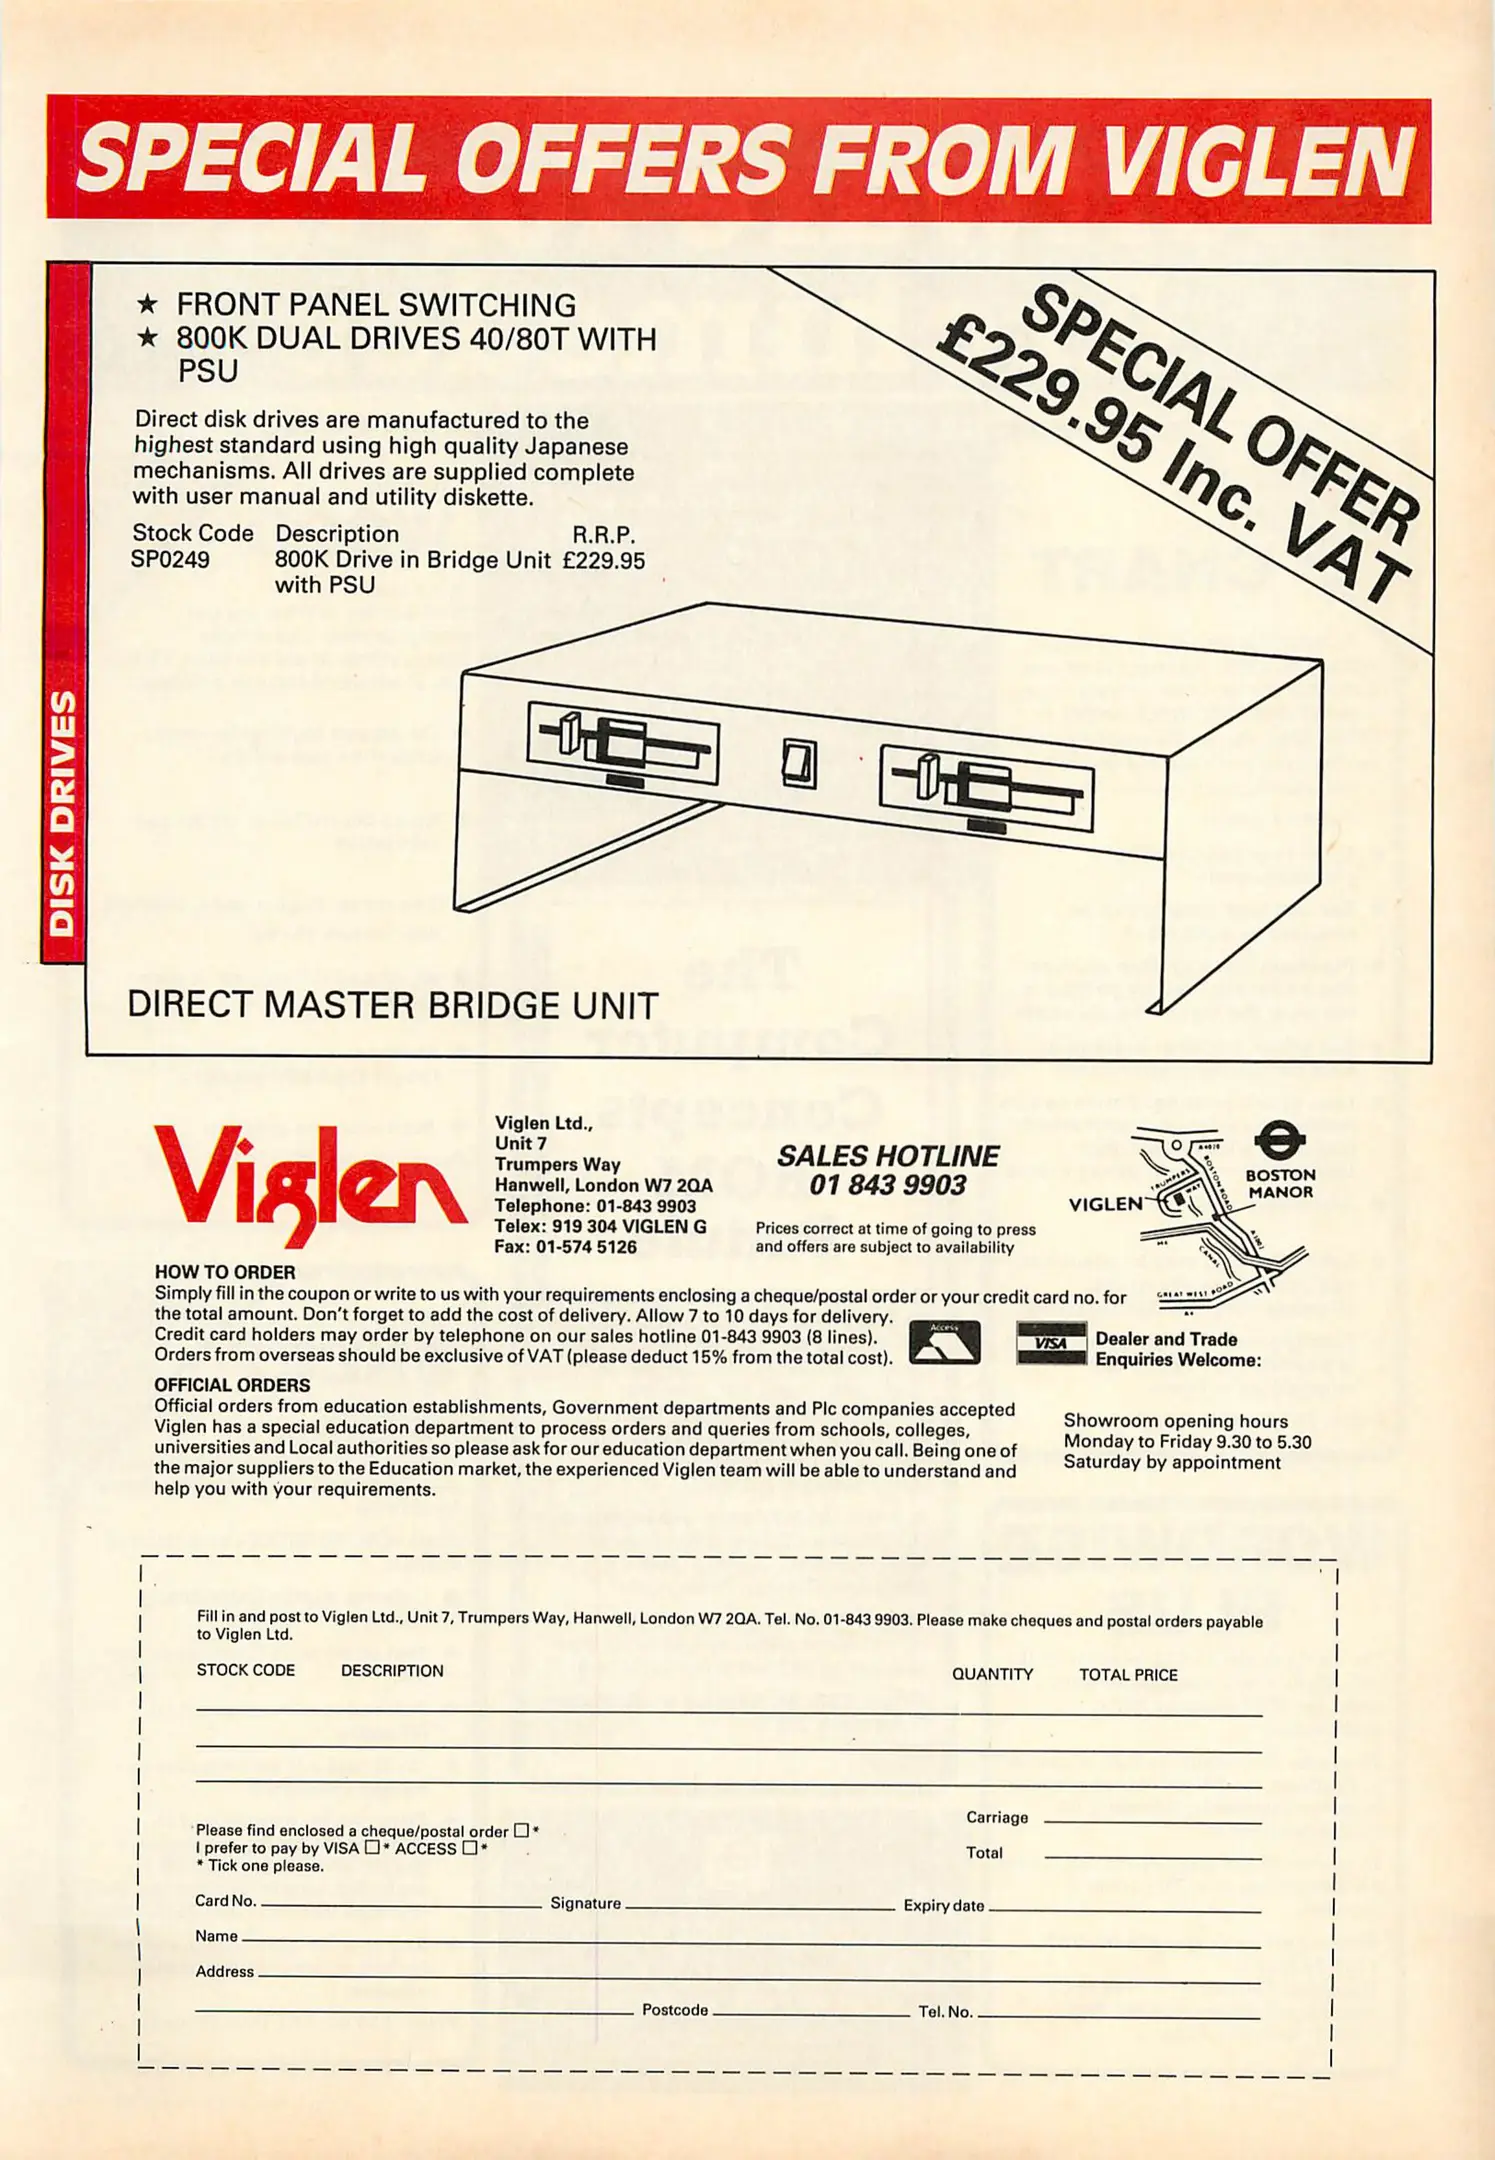 SPECIAL OFFERS FROM VIGLEN
DISK DRIVES
★ FRONT PANEL SWITCHING
★ 800K DUAL DRIVES 40/80T WITH
PSU
SPECIAL OFFER
£229.95 Inc. VAT
Direct disk drives are manufactured to the
highest standard using high quality Japanese
mechanisms. All drives are supplied complete
with user manual and utility diskette.
Stock Code Description R.R.P.
SP0249 800K Drive in Bridge Unit £229.95
with PSU
DIRECT MASTER BRIDGE UNIT
Viglen
Viglen Ltd.,
Unit 7
Trumpers Way
Hanwell, London W7 2QA
Telephone: 01-843 9903
Telex: 919 304 VIGLEN G
Fax: 01-574 5126
SALES HOTLINE
01 843 9903
Prices correct at time of going to press
and offers are subject to availability
BOSTON
MANOR
VIGLEN
TRUMPERS
WAY
BOSTON ROAD
CANAL
GREAT WEST ROAD
HOW TO ORDER
Simply fill in the coupon or write to us with your requirements enclosing a cheque/postal order or your credit card no. for
the total amount. Don't forget to add the cost of delivery. Allow 7 to 10 days for delivery.
Credit card holders may order by telephone on our sales hotline 01-843 9903 (8 lines).
Orders from overseas should be exclusive of VAT (please deduct 15% from the total cost).
Access
VISA
Dealer and Trade
Enquiries Welcome:
OFFICIAL ORDERS
Official orders from education establishments, Government departments and Plc companies accepted
Viglen has a special education department to process orders and queries from schools, colleges,
universities and Local authorities so please ask for our education department when you call. Being one of
the major suppliers to the Education market, the experienced Viglen team will be able to understand and
help you with your requirements.
Showroom opening hours
Monday to Friday 9.30 to 5.30
Saturday by appointment
Fill in and post to Viglen Ltd., Unit 7, Trumpers Way, Hanwell, London W7 2QA. Tel. No. 01-843 9903. Please make cheques and postal orders payable
to Viglen Ltd.
STOCK CODE DESCRIPTION QUANTITY TOTAL PRICE
Carriage
Total
Please find enclosed a cheque/postal order ☐*
I prefer to pay by VISA ☐* ACCESS ☐*
* Tick one please.
Card No. Signature Expiry date
Name
Address
Postcode Tel. No.